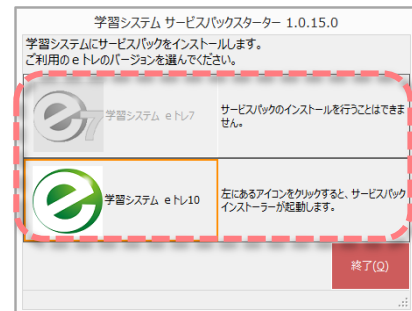 学習システム サービスパックスターター 1.0.15.0
学習システムにサービスパックをインストールします。
ご利用のｅトレのバージョンを選んでください。
学習システム ｅトレ7
サービスパックのインストールを行うことはできま
せん。
学習システム ｅトレ10
左にあるアイコンをクリックすると、サービスパック
インストーラーが起動します。
終了(Q)